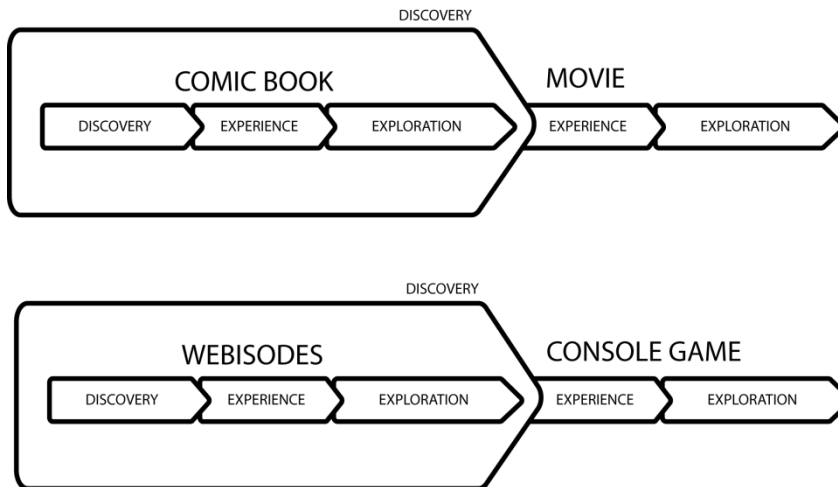 DISCOVERY
COMIC BOOK
MOVIE
DISCOVERY
EXPERIENCE
EXPLORATION
EXPERIENCE
EXPLORATION
DISCOVERY
WEBISODES
CONSOLE GAME
DISCOVERY
EXPERIENCE
EXPLORATION
EXPERIENCE
EXPLORATION